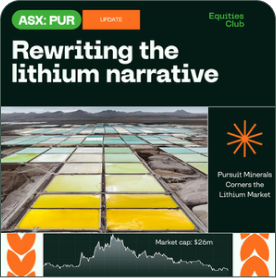 ASX: PUR
UPDATE
Equities
Club
Rewriting the
lithium narrative
Pursuit Minerals
Corners the
Lithium Market
Market cap: $26m